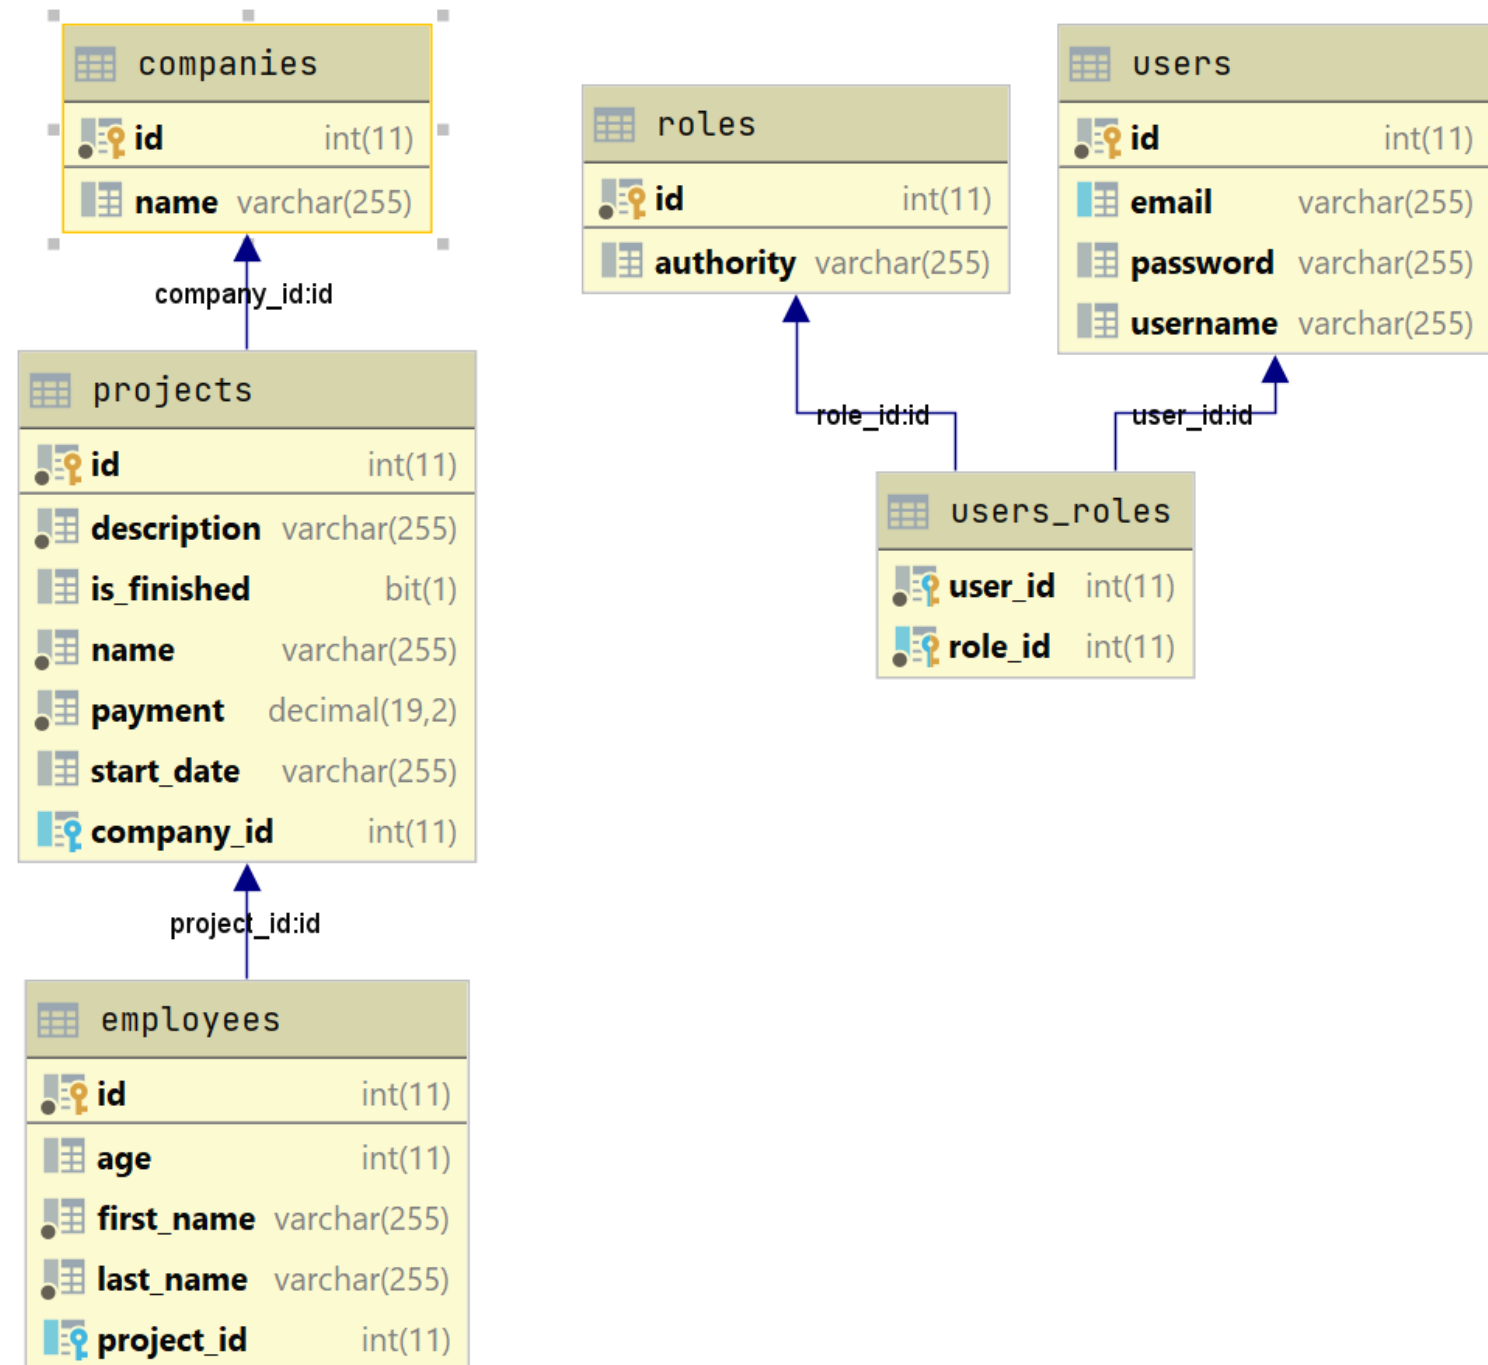 companies
id int(11)
name varchar(255)
company_id:id
projects
id int(11)
description varchar(255)
is_finished bit(1)
name varchar(255)
payment decimal(19,2)
start_date varchar(255)
company_id int(11)
project_id:id
employees
id int(11)
age int(11)
first_name varchar(255)
last_name varchar(255)
project_id int(11)
roles
id int(11)
authority varchar(255)
role_id:id
users
id int(11)
email varchar(255)
password varchar(255)
username varchar(255)
user_id:id
users_roles
user_id int(11)
role_id int(11)